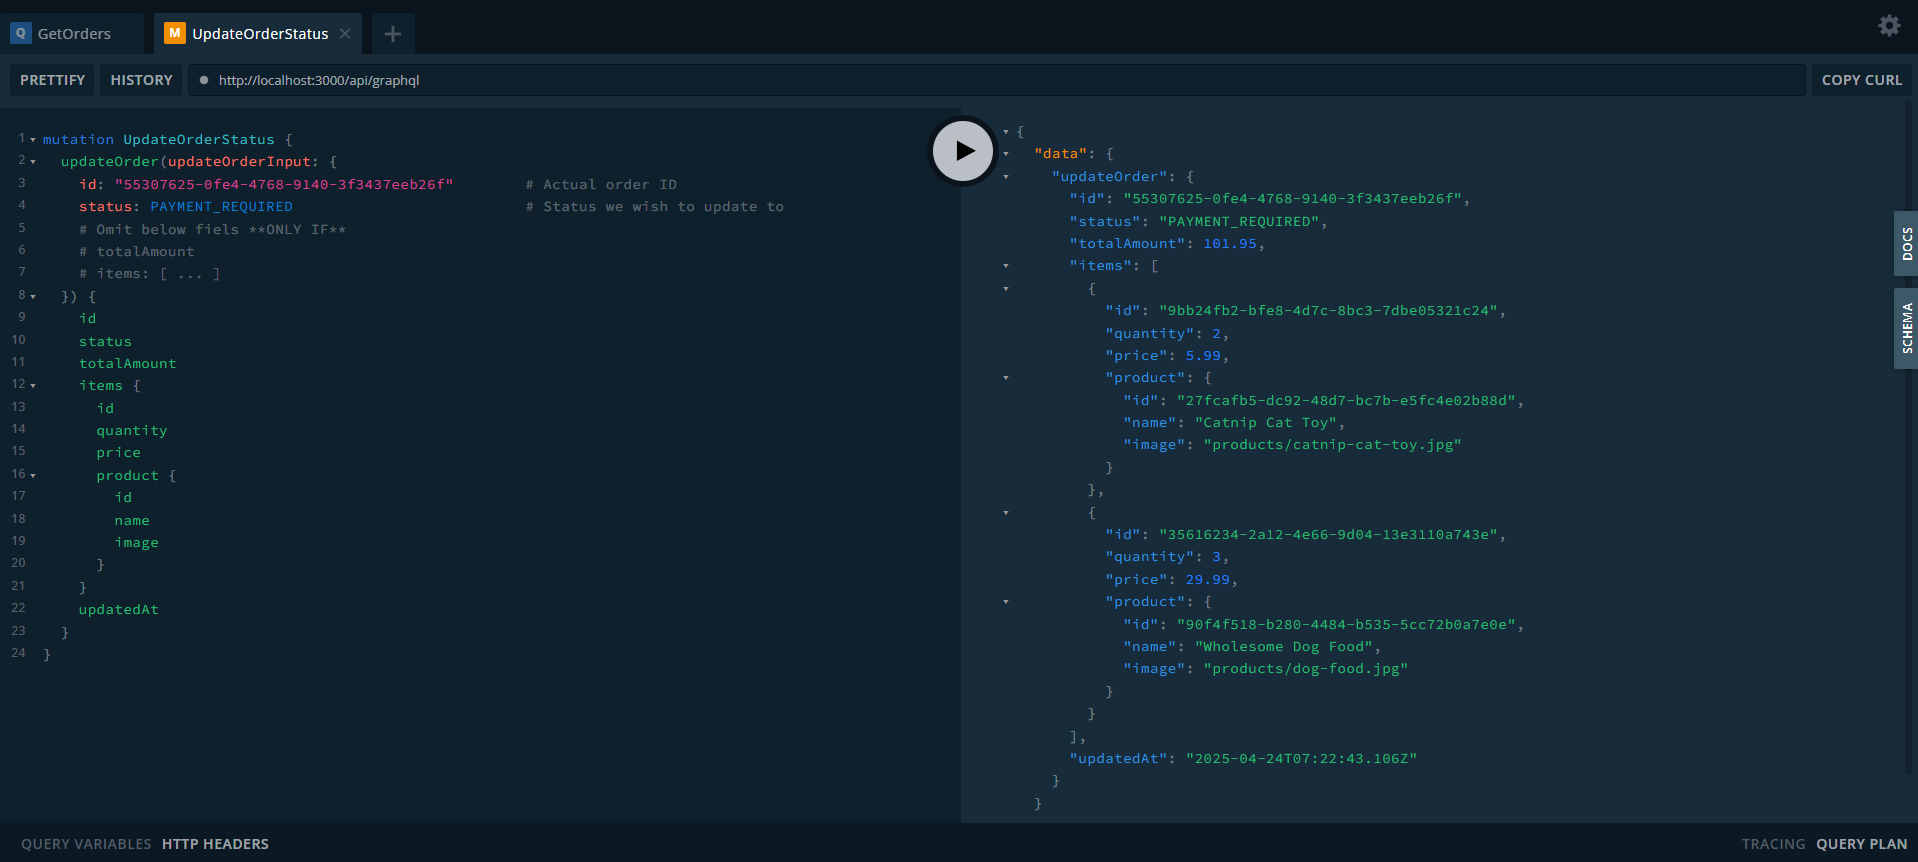 Q GetOrders
M UpdateOrderStatus ✕
+
PRETTIFY HISTORY http://localhost:3000/api/graphql COPY CURL
1 mutation UpdateOrderStatus {
2 updateOrder(updateOrderInput: {
3 id: "55307625-0fe4-4768-9140-3f3437eeb26f" # Actual order ID
4 status: PAYMENT_REQUIRED # Status we wish to update to
5 # Omit below fiels **ONLY IF**
6 # totalAmount
7 # items: [ ... ]
8 }) {
9 id
10 status
11 totalAmount
12 items {
13 id
14 quantity
15 price
16 product {
17 id
18 name
19 image
20 }
21 }
22 updatedAt
23 }
24 }
{
"data": {
"updateOrder": {
"id": "55307625-0fe4-4768-9140-3f3437eeb26f",
"status": "PAYMENT_REQUIRED",
"totalAmount": 101.95,
"items": [
{
"id": "9bb24fb2-bfe8-4d7c-8bc3-7dbe05321c24",
"quantity": 2,
"price": 5.99,
"product": {
"id": "27fcafb5-dc92-48d7-bc7b-e5fc4e02b88d",
"name": "Catnip Cat Toy",
"image": "products/catnip-cat-toy.jpg"
}
},
{
"id": "35616234-2a12-4e66-9d04-13e3110a743e",
"quantity": 3,
"price": 29.99,
"product": {
"id": "90f4f518-b280-4484-b535-5cc72b0a7e0e",
"name": "Wholesome Dog Food",
"image": "products/dog-food.jpg"
}
}
],
"updatedAt": "2025-04-24T07:22:43.106Z"
}
}
DOCS
SCHEMA
QUERY VARIABLES HTTP HEADERS
TRACING QUERY PLAN